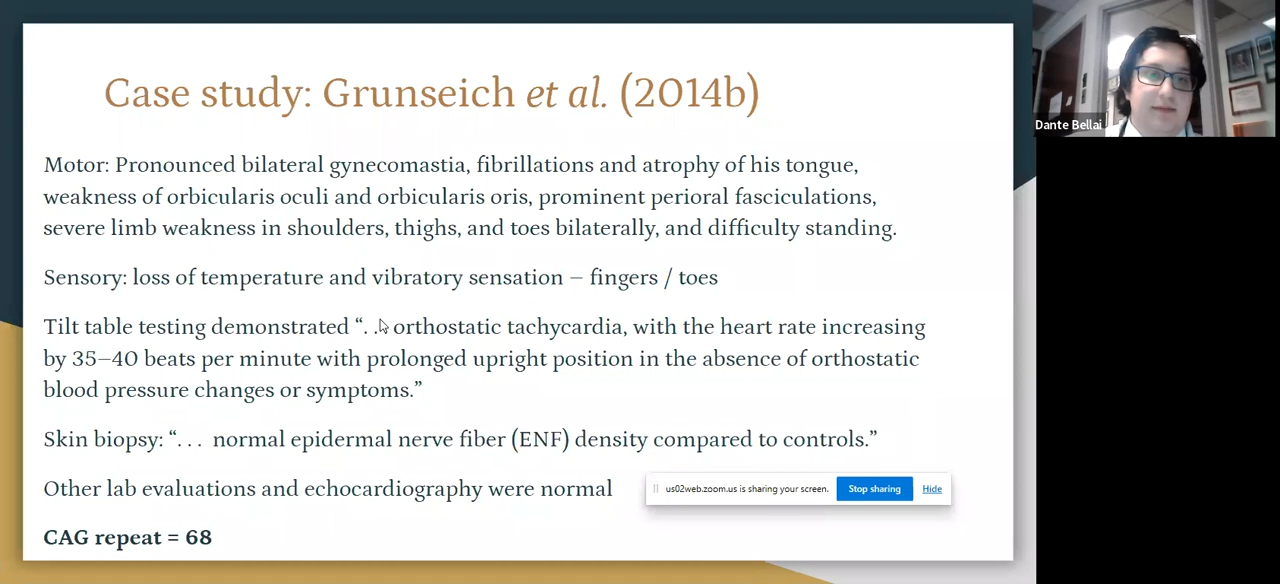 Case study: Grunseich et al. (2014b)
Motor: Pronounced bilateral gynecomastia, fibrillations and atrophy of his tongue,
weakness of orbicularis oculi and orbicularis oris, prominent perioral fasciculations,
severe limb weakness in shoulders, thighs, and toes bilaterally, and difficulty standing.
Sensory: loss of temperature and vibratory sensation – fingers / toes
Tilt table testing demonstrated “. . . orthostatic tachycardia, with the heart rate increasing
by 35–40 beats per minute with prolonged upright position in the absence of orthostatic
blood pressure changes or symptoms.”
Skin biopsy: “. . . normal epidermal nerve fiber (ENF) density compared to controls.”
Other lab evaluations and echocardiography were normal
CAG repeat = 68
us02web.zoom.us is sharing your screen.
Stop sharing
Hide
Dante Bellai